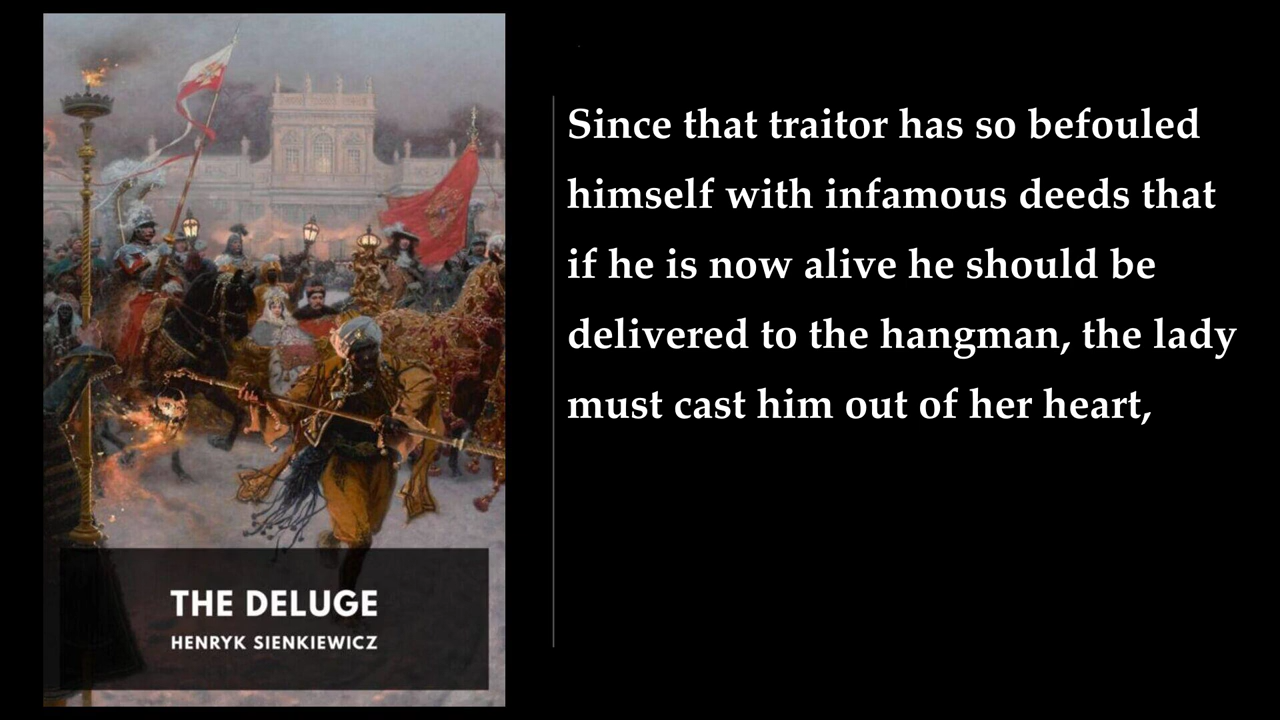 Since that traitor has so befouled
himself with infamous deeds that
if he is now alive he should be
delivered to the hangman, the lady
must cast him out of her heart,
THE DELUGE
HENRYK SIENKIEWICZ